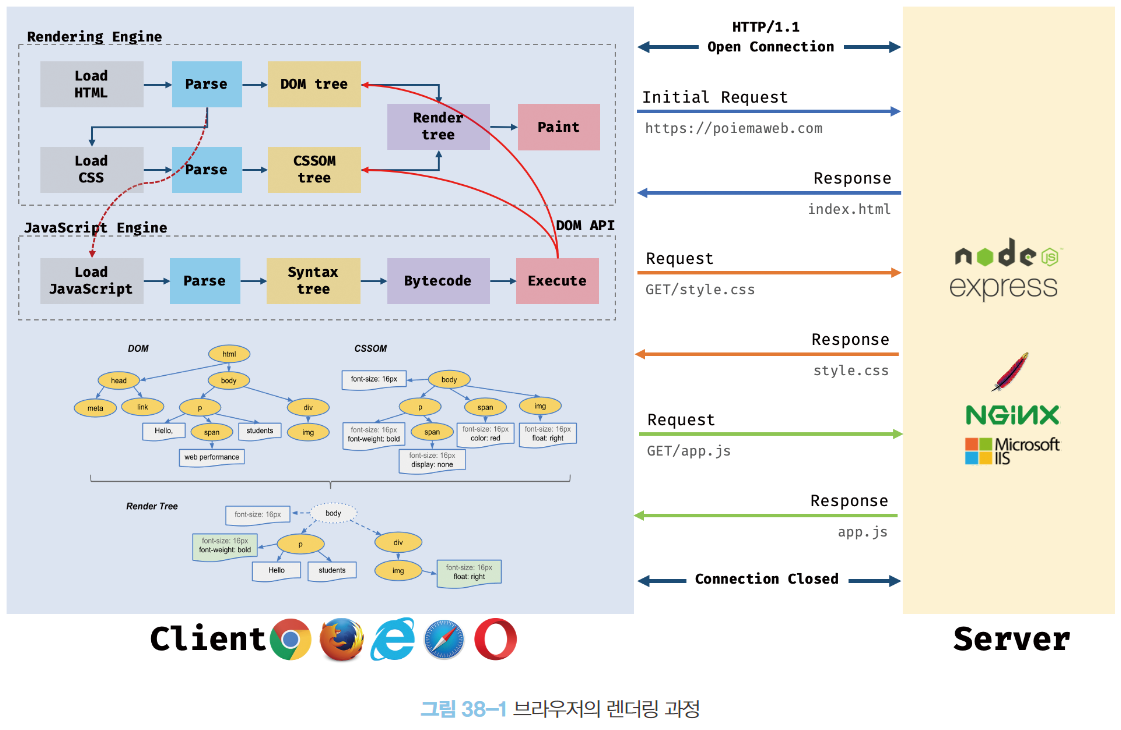 Rendering Engine
Load
HTML
Parse
DOM tree
Render
tree
Paint
Load
CSS
Parse
CSSOM
tree
JavaScript Engine
DOM API
Load
JavaScript
Parse
Syntax
tree
Bytecode
Execute
DOM
html
head
body
meta
link
p
div
Hello,
span
students
img
web performance
CSSOM
font-size: 16px
body
p
span
img
font-size: 16px
font-weight: bold
span
font-size: 16px
color: red
font-size: 16px
float: right
font-size: 16px
display: none
Render Tree
font-size: 16px
body
font-size: 16px
font-weight: bold
p
div
Hello
students
img
font-size: 16px
float: right
HTTP/1.1
Open Connection
Initial Request
https://poiemaweb.com
Response
index.html
Request
GET/style.css
Response
style.css
Request
GET/app.js
Response
app.js
Connection Closed
node
JS
express
NGiNX
Microsoft
IIS
Client
Server
그림 38-1 브라우저의 렌더링 과정